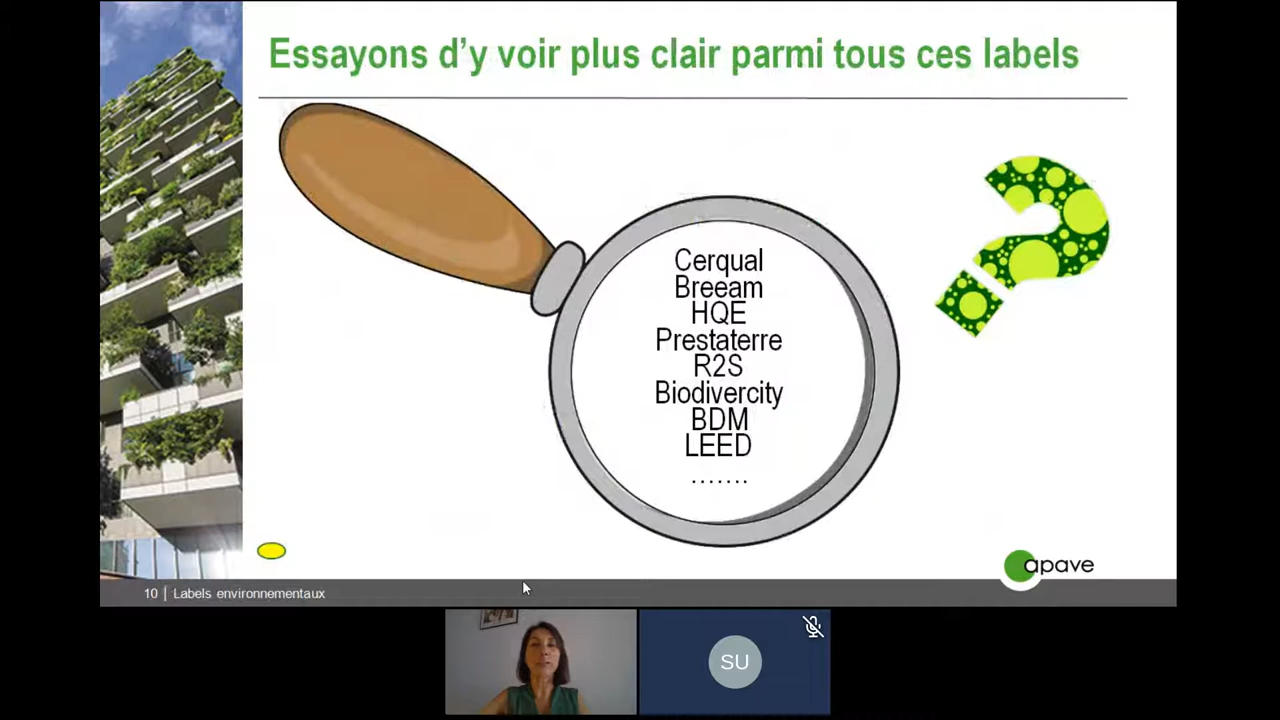 Essayons d’y voir plus clair parmi tous ces labels
Cerqual
Breeam
HQE
Prestaterre
R2S
Biodivercity
BDM
LEED
.......
apave
10 | Labels environnementaux
SU